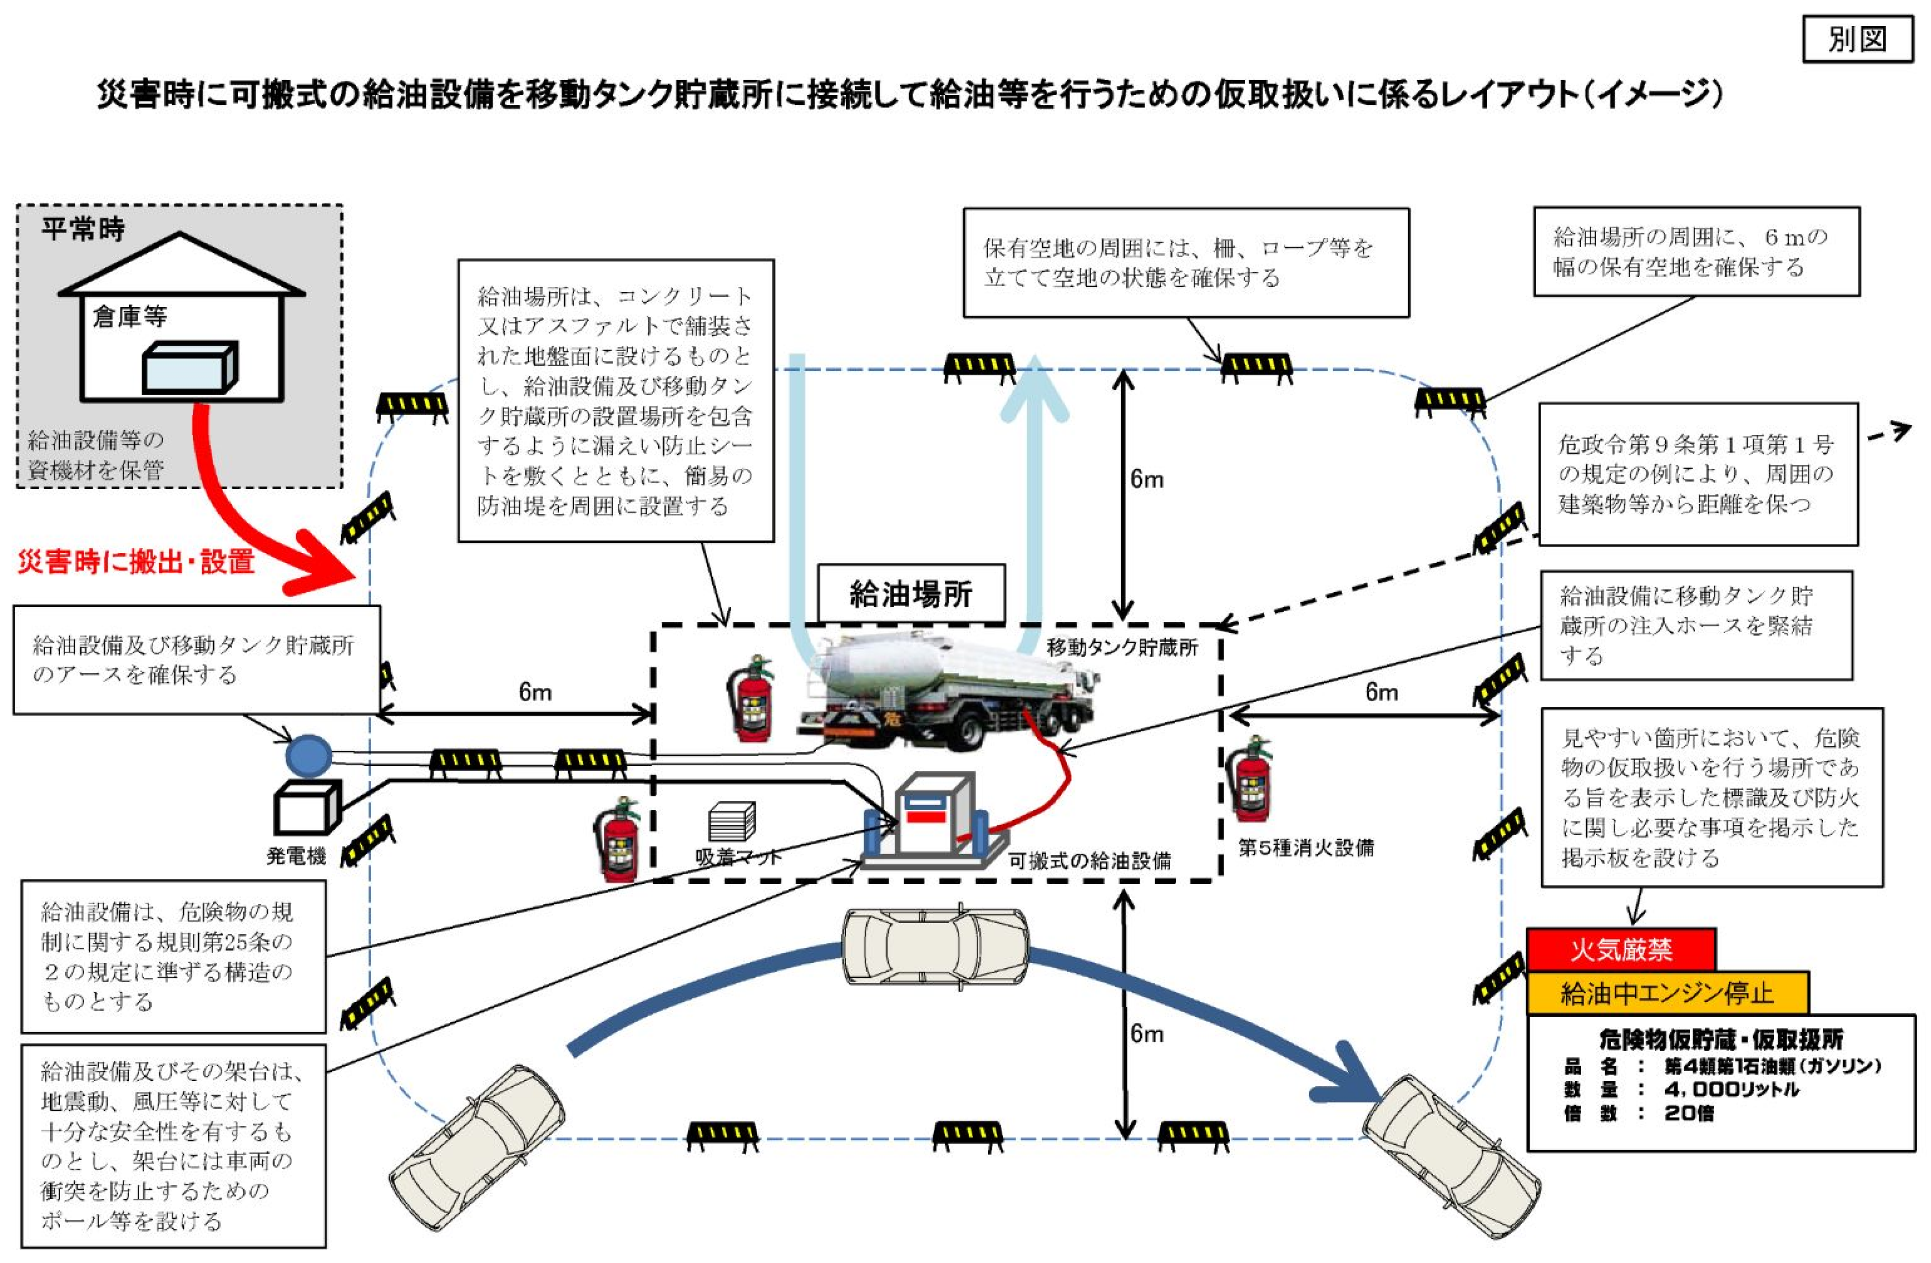 別図
災害時に可搬式の給油設備を移動タンク貯蔵所に接続して給油等を行うための仮取扱いに係るレイアウト（イメージ）
平常時
倉庫等
給油設備等の
資機材を保管
災害時に搬出・設置
給油場所は、コンクリート
又はアスファルトで舗装さ
れた地盤面に設けるものと
し、給油設備及び移動タン
ク貯蔵所の設置場所を包含
するように漏えい防止シー
トを敷くとともに、簡易の
防油堤を周囲に設置する
保有空地の周囲には、柵、ロープ等を
立てて空地の状態を確保する
給油場所の周囲に、６ｍの
幅の保有空地を確保する
危政令第９条第１項第１号
の規定の例により、周囲の
建築物等から距離を保つ
6m
給油場所
給油設備に移動タンク貯
蔵所の注入ホースを緊結
する
給油設備及び移動タンク貯蔵所
のアースを確保する
6m
移動タンク貯蔵所
危
6m
見やすい箇所において、危険
物の仮取扱いを行う場所であ
る旨を表示した標識及び防火
に関し必要な事項を掲示した
掲示板を設ける
発電機
吸着マット
可搬式の給油設備
第５種消火設備
給油設備は、危険物の規
制に関する規則第25条の
２の規定に準ずる構造の
ものとする
給油設備及びその架台は、
地震動、風圧等に対して
十分な安全性を有するも
のとし、架台には車両の
衝突を防止するための
ポール等を設ける
6m
火気厳禁
給油中エンジン停止
危険物仮貯蔵・仮取扱所
品　名　：　第4類第1石油類（ガソリン）
数　量　：　4,000リットル
倍　数　：　20倍